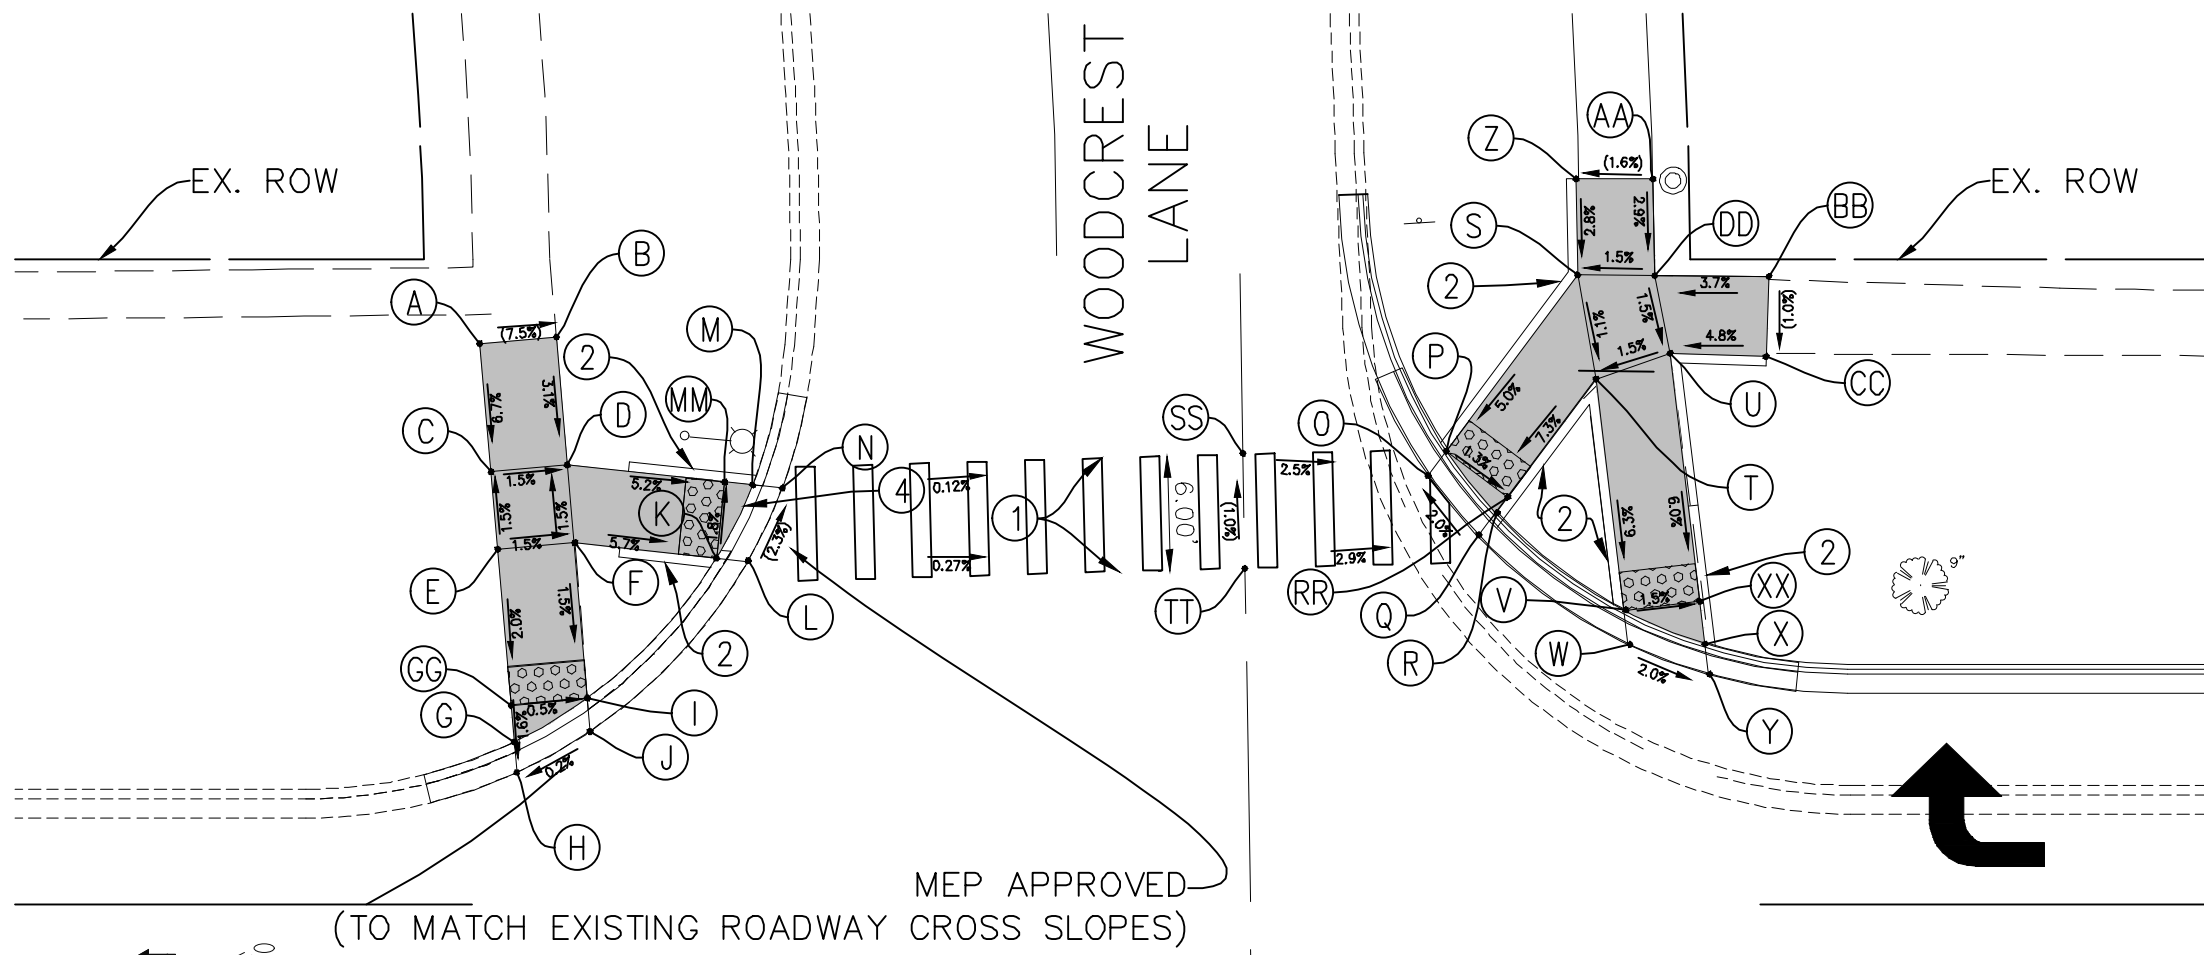 WOODCREST
LANE
EX. ROW
EX. ROW
AA
Z
(1.6%)
2.8%
2.9%
S
DD
BB
1.5%
2
3.7%
(1.0%)
1.5%
1.1%
4.8%
1.5%
CC
U
P
5.0%
7.3%
T
O
B
A
(7.5%)
2
M
MM
6.7%
3.1%
C
D
N
SS
1.5%
5.2%
K
4
0.12%
1
6.00'
(1.0%)
2.5%
1.5%
1.5%
1.5%
5.7%
(2.3%)
0.27%
2.9%
2.0%
2
6.3%
6.0%
2
9"
E
F
L
TT
RR
Q
V
1.5%
XX
2.0%
1.5%
2
R
W
X
2.0%
Y
GG
G
0.5%
I
J
0.2%
H
MEP APPROVED
(TO MATCH EXISTING ROADWAY CROSS SLOPES)